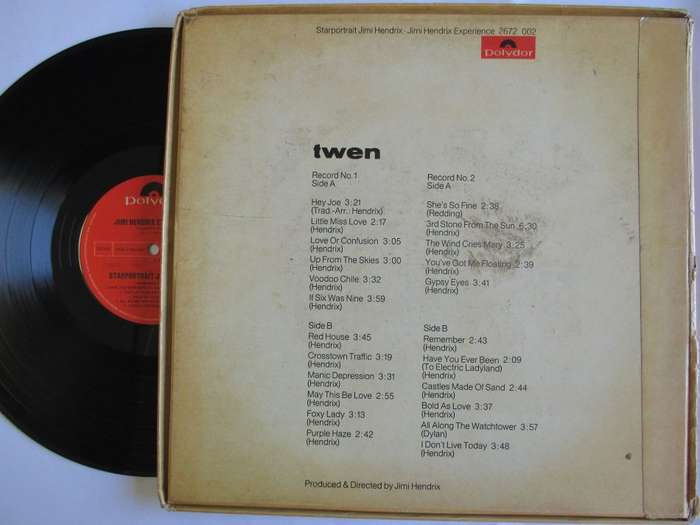 Starportrait Jimi Hendrix · Jimi Hendrix Experience 2672 002
Polydor
twen
Record No.1
Side A
Hey Joe 3:21
(Trad.-Arr.: Hendrix)
Little Miss Love 2:17
(Hendrix)
Love Or Confusion 3:05
(Hendrix)
Up From The Skies 3:00
(Hendrix)
Voodoo Chile 3:32
(Hendrix)
If Six Was Nine 3:59
(Hendrix)
Side B
Red House 3:45
(Hendrix)
Crosstown Traffic 3:19
(Hendrix)
Manic Depression 3:31
(Hendrix)
May This Be Love 2:55
(Hendrix)
Foxy Lady 3:13
(Hendrix)
Purple Haze 2:42
(Hendrix)
Record No.2
Side A
She's So Fine 2:38
(Redding)
3rd Stone From The Sun 6:30
(Hendrix)
The Wind Cries Mary 3:25
(Hendrix)
You've Got Me Floating 2:39
(Hendrix)
Gypsy Eyes 3:41
(Hendrix)
Side B
Remember 2:43
(Hendrix)
Have You Ever Been 2:09
(To Electric Ladyland)
(Hendrix)
Castles Made Of Sand 2:44
(Hendrix)
Bold As Love 3:37
(Hendrix)
All Along The Watchtower 3:57
(Dylan)
I Don't Live Today 3:48
(Hendrix)
Produced & Directed by Jimi Hendrix
Polydor
JIMI HENDRIX
STARPORTRAIT